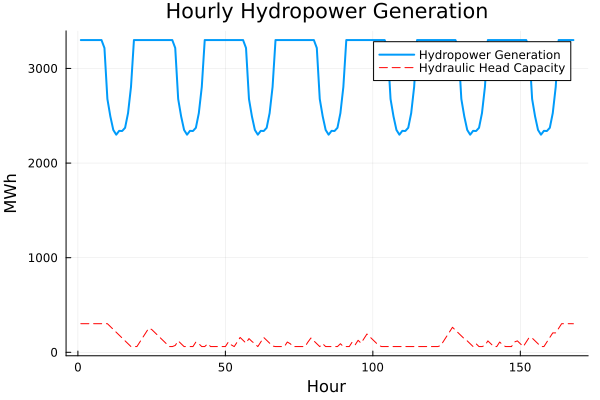 Hourly Hydropower Generation
Hydropower Generation
Hydraulic Head Capacity
MWh
3000
2000
1000
0
0 50 100 150
Hour